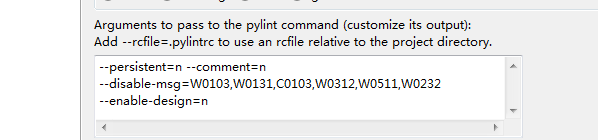 Arguments to pass to the pylint command (customize its output):
Add --rcfile=.pylintrc to use an rcfile relative to the project directory.
--persistent=n --comment=n
--disable-msg=W0103,W0131,C0103,W0312,W0511,W0232
--enable-design=n